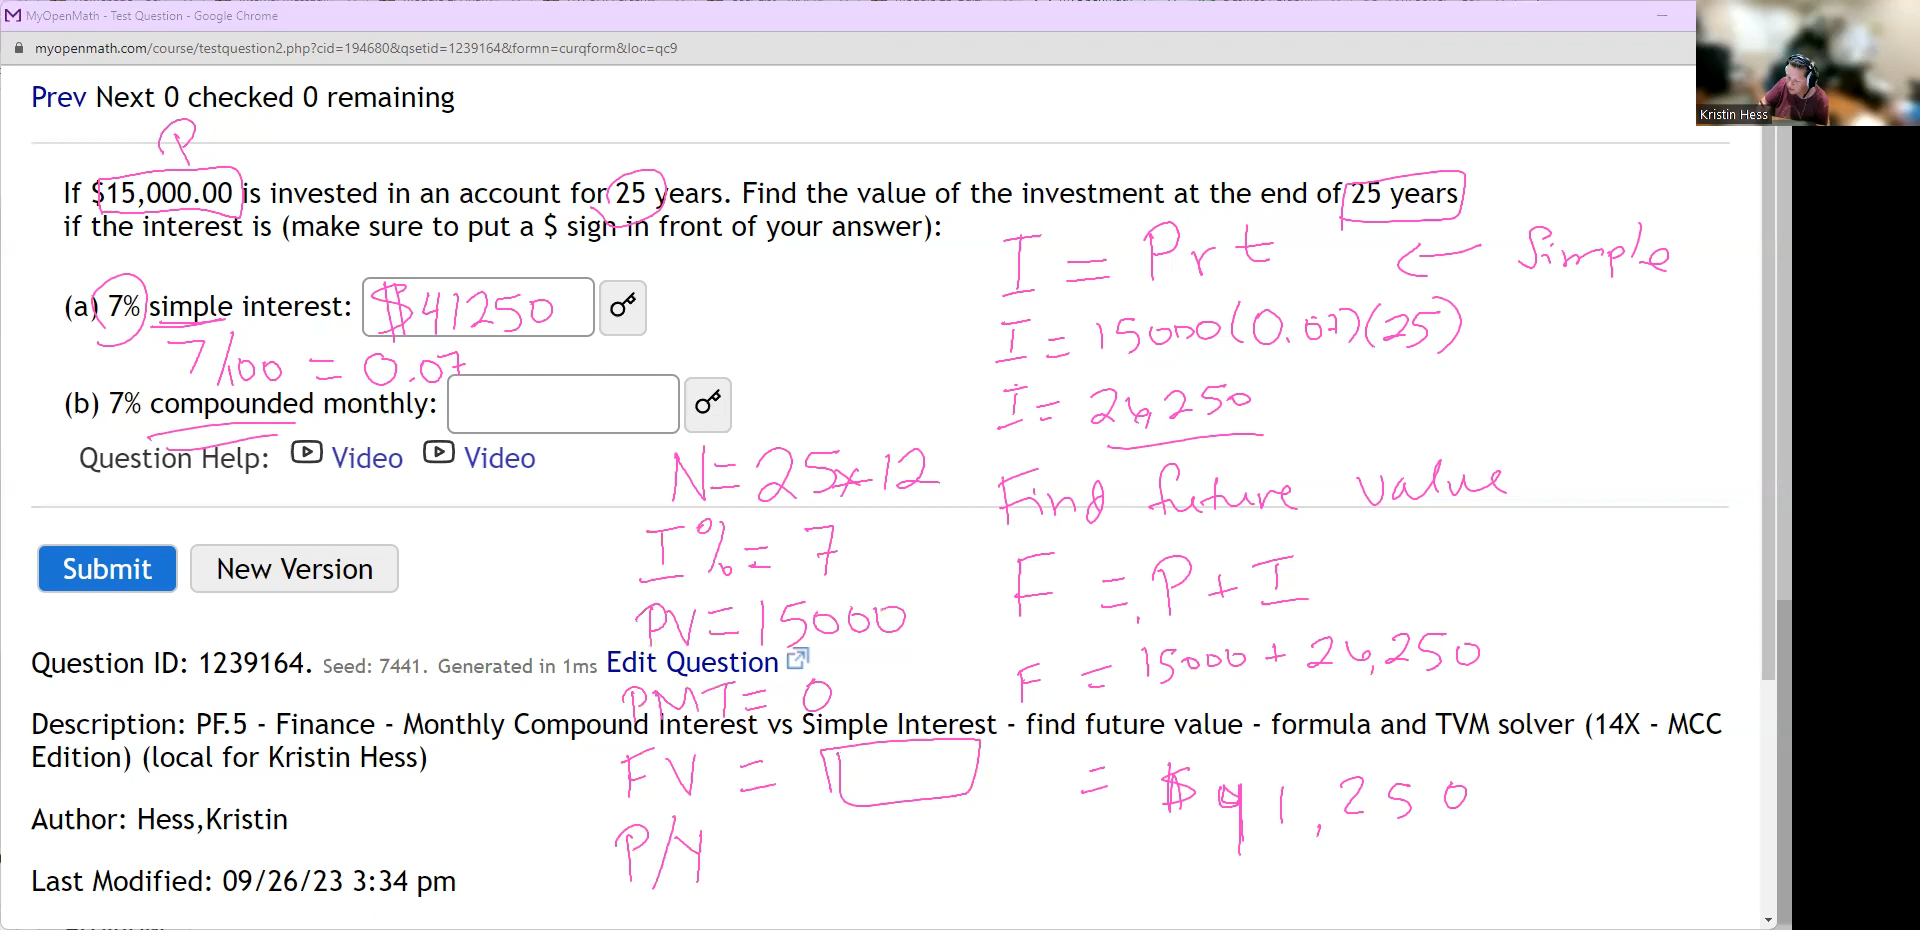 MyOpenMath - Test Question - Google Chrome
myopenmath.com/course/testquestion2.php?cid=194680&qsetid=1239164&formn=curqform&loc=qc9
Kristin Hess
Prev Next 0 checked 0 remaining
P
If $15,000.00 is invested in an account for 25 years. Find the value of the investment at the end of 25 years
if the interest is (make sure to put a $ sign in front of your answer):
(a) 7% simple interest: $41250
7/100 = 0.07
(b) 7% compounded monthly:
Question Help: Video Video
I = Prt ← Simple
I = 15000(0.07)(25)
I = 26,250
Find future value
F = P + I
F = 15000 + 26,250
= $41,250
N = 25 * 12
I% = 7
PV = 15000
PMT = 0
FV =
P/Y
Submit New Version
Question ID: 1239164. Seed: 7441. Generated in 1ms Edit Question
Description: PF.5 - Finance - Monthly Compound Interest vs Simple Interest - find future value - formula and TVM solver (14X - MCC
Edition) (local for Kristin Hess)
Author: Hess,Kristin
Last Modified: 09/26/23 3:34 pm